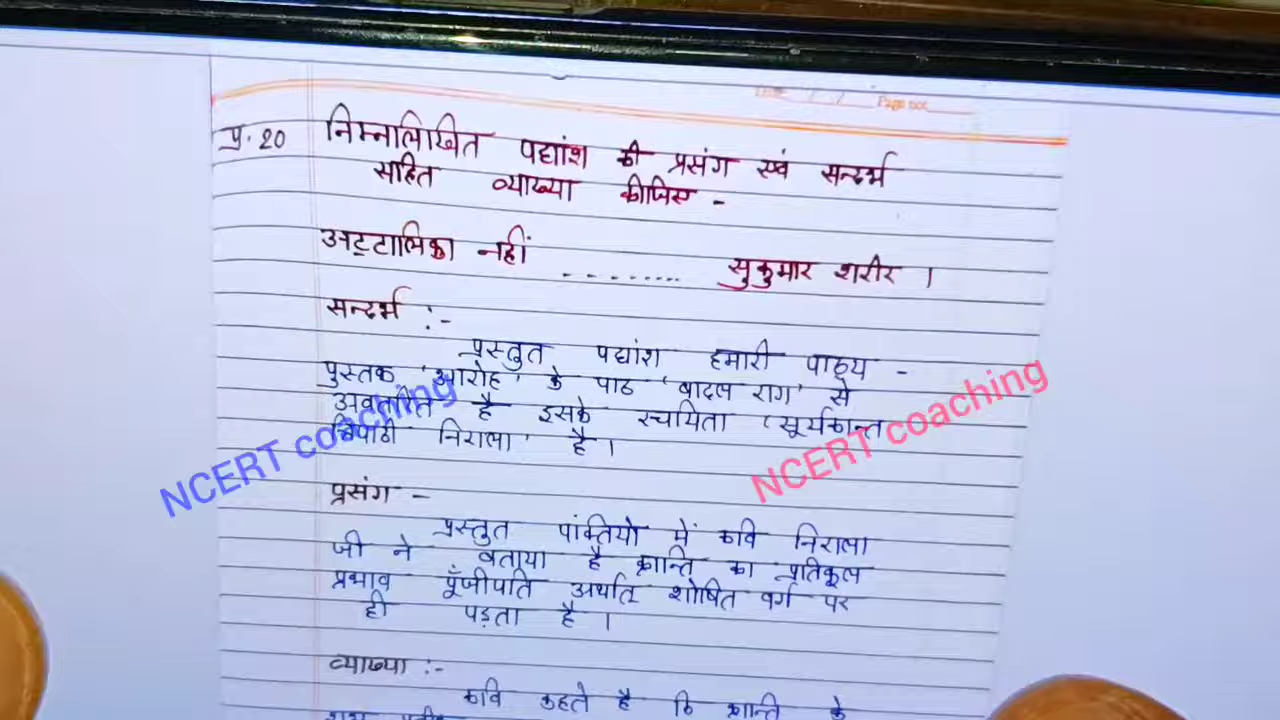 प्र. 20 निम्नलिखित पद्यांश की प्रसंग एवं सन्दर्भ
सहित व्याख्या कीजिए -
अट्टालिका नहीं ........ सुकुमार शरीर ।
सन्दर्भ :-
प्रस्तुत पद्यांश हमारी पाठ्य -
पुस्तक 'आरोह' के पाठ 'बादल राग' से
अवतरित है इसके रचयिता 'सूर्यकान्त
त्रिपाठी निराला' है।
NCERT coaching
NCERT coaching
प्रसंग -
प्रस्तुत पंक्तियो में कवि निराला
जी ने बताया है क्रान्ति का प्रतिकूल
प्रभाव पूँजीपति अर्थात् शोषित वर्ग पर
ही पड़ता है ।
व्याख्या :-
कवि कहते है कि क्रान्ति के